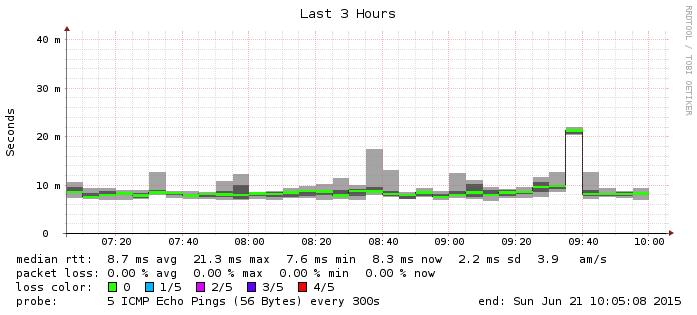 Last 3 Hours
RRDTOOL / TOBI OETIKER
Seconds
40 m
30 m
20 m
10 m
0
07:20 07:40 08:00 08:20 08:40 09:00 09:20 09:40 10:00
median rtt: 8.7 ms avg 21.3 ms max 7.6 ms min 8.3 ms now 2.2 ms sd 3.9 am/s
packet loss: 0.00 % avg 0.00 % max 0.00 % min 0.00 % now
loss color: 0 1/5 2/5 3/5 4/5
probe: 5 ICMP Echo Pings (56 Bytes) every 300s end: Sun Jun 21 10:05:08 2015